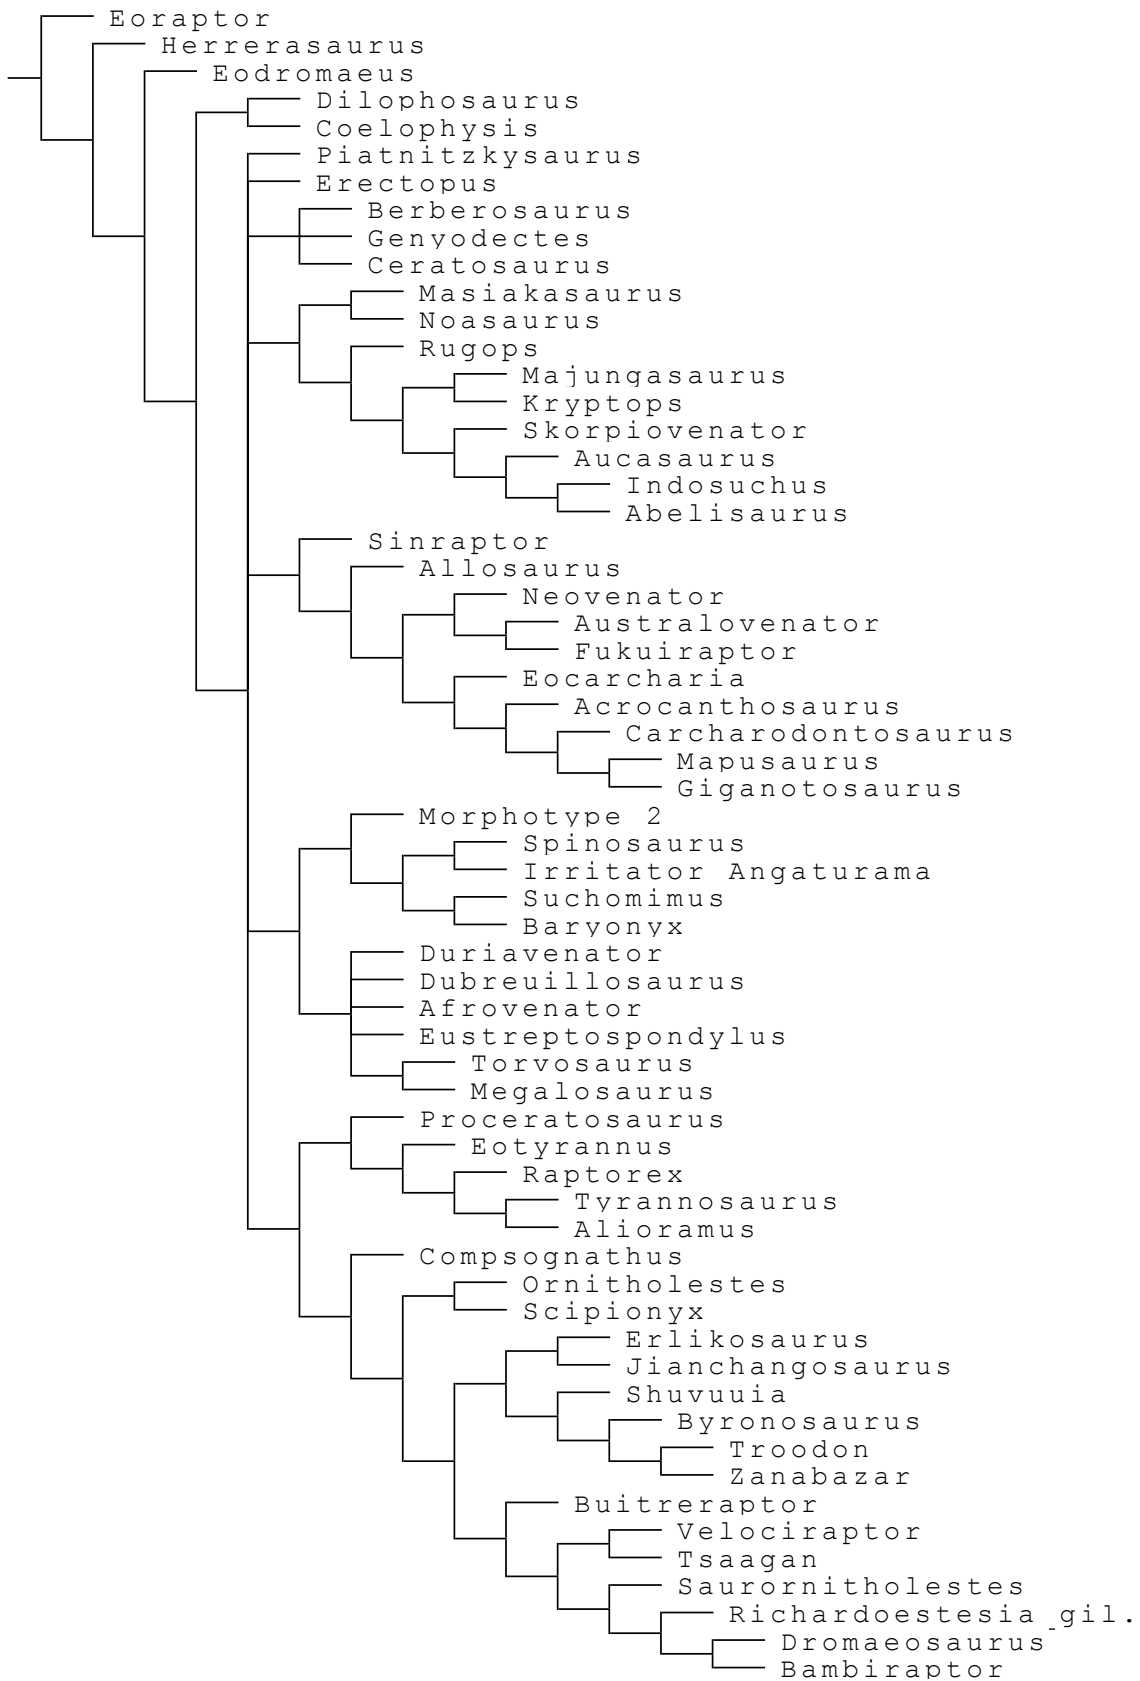 Eoraptor
Herrerasaurus
Eodromaeus
Dilophosaurus
Coelophysis
Piatnitzkysaurus
Erectopus
Berberosaurus
Genyodectes
Ceratosaurus
Masiakasaurus
Noasaurus
Rugops
Majungasaurus
Kryptops
Skorpiovenator
Aucasaurus
Indosuchus
Abelisaurus
Sinraptor
Allosaurus
Neovenator
Australovenator
Fukuiraptor
Eocarcharia
Acrocanthosaurus
Carcharodontosaurus
Mapusaurus
Giganotosaurus
Morphotype 2
Spinosaurus
Irritator Angaturama
Suchomimus
Baryonyx
Duriavenator
Dubreuillosaurus
Afrovenator
Eustreptospondylus
Torvosaurus
Megalosaurus
Proceratosaurus
Eotyrannus
Raptorex
Tyrannosaurus
Alioramus
Compsognathus
Ornitholestes
Scipionyx
Erlikosaurus
Jianchangosaurus
Shuvuuia
Byronosaurus
Troodon
Zanabazar
Buitreraptor
Velociraptor
Tsaagan
Saurornitholestes
Richardoestesia gil.
Dromaeosaurus
Bambiraptor